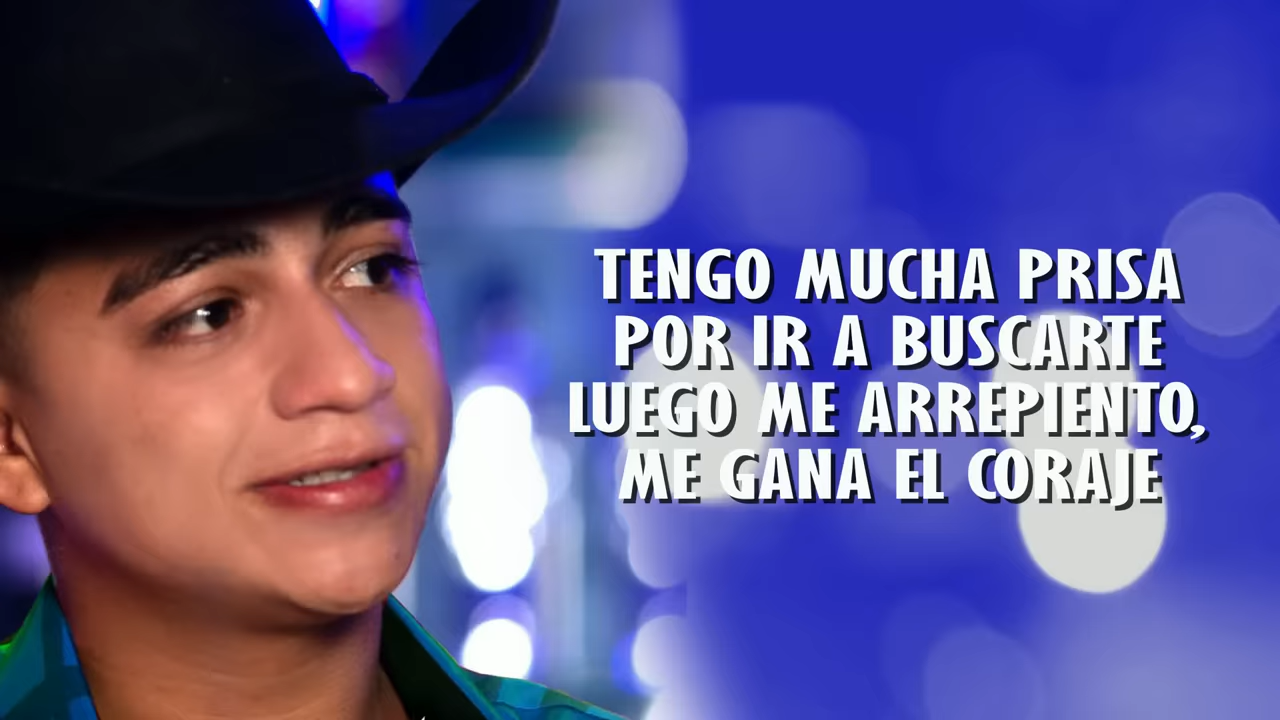 TENGO MUCHA PRISA
POR IR A BUSCARTE
LUEGO ME ARREPIENTO,
ME GANA EL CORAJE